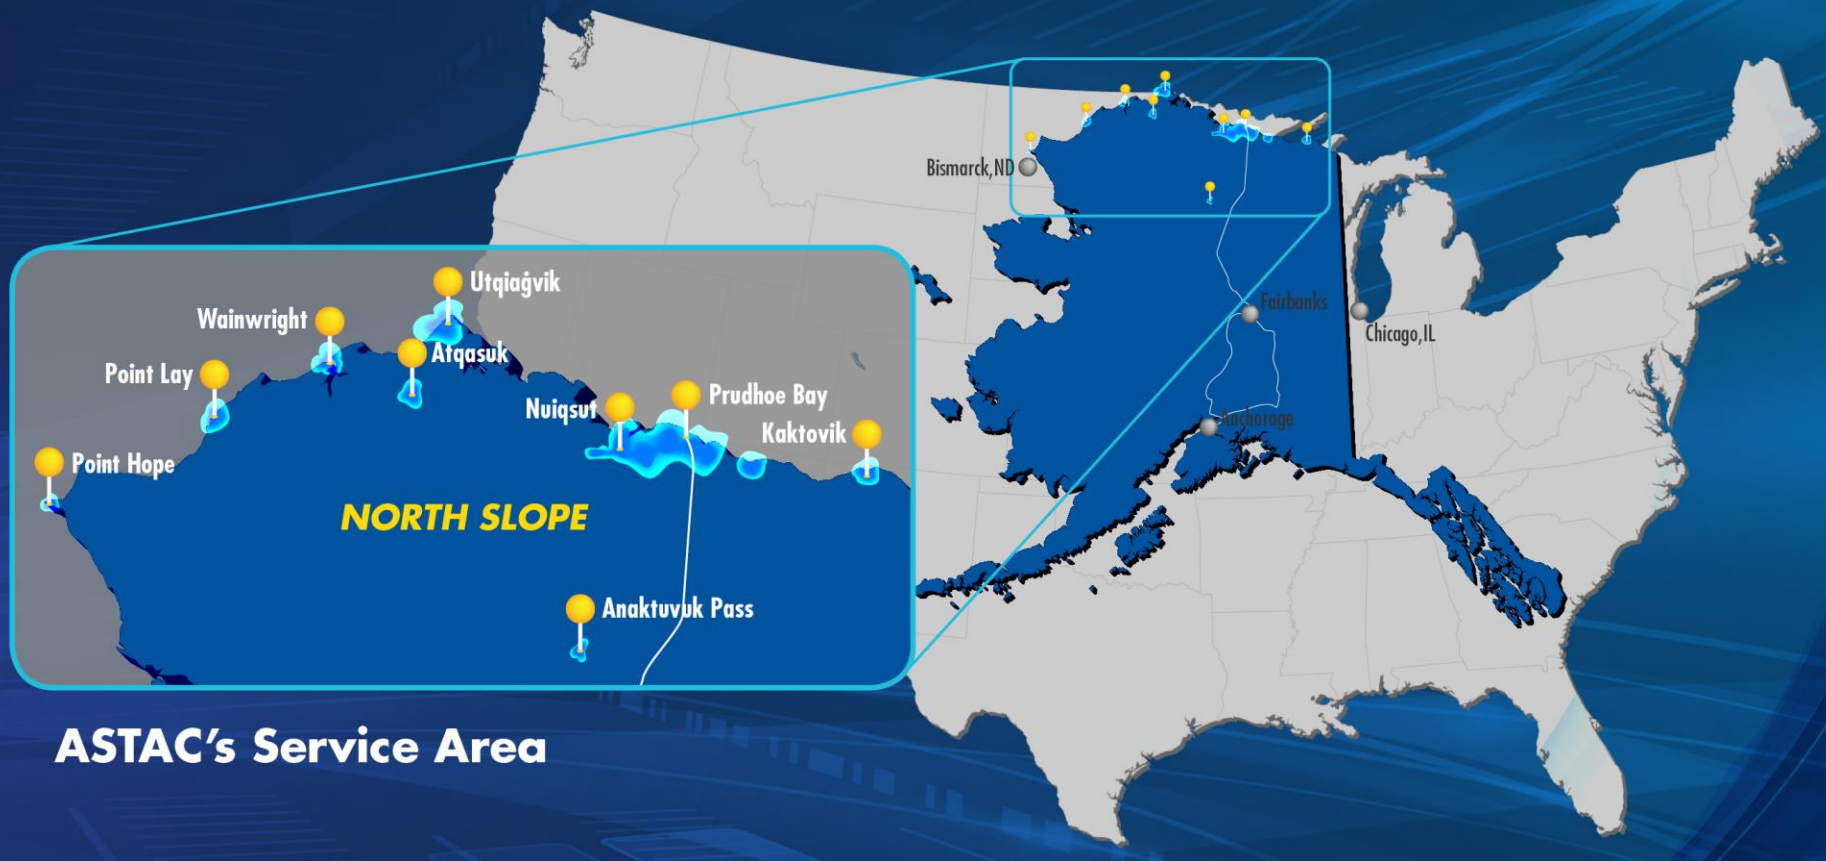 Bismarck,ND
Fairbanks
Chicago,IL
Anchorage
Utqiaġvik
Wainwright
Atqasuk
Point Lay
Prudhoe Bay
Nuiqsut
Kaktovik
Point Hope
NORTH SLOPE
Anaktuvuk Pass
ASTAC's Service Area